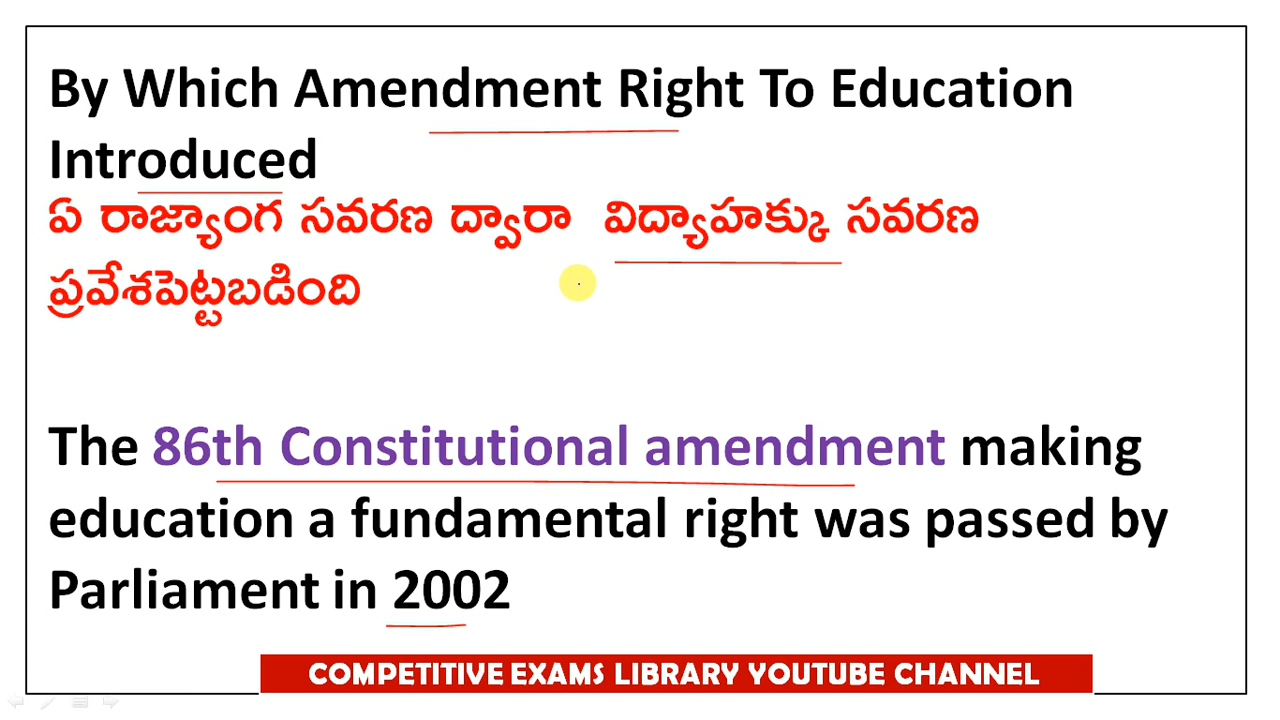 By Which Amendment Right To Education
Introduced
ఏ రాజ్యాంగ సవరణ ద్వారా విద్యాహక్కు సవరణ
ప్రవేశపెట్టబడింది
The 86th Constitutional amendment making
education a fundamental right was passed by
Parliament in 2002
COMPETITIVE EXAMS LIBRARY YOUTUBE CHANNEL